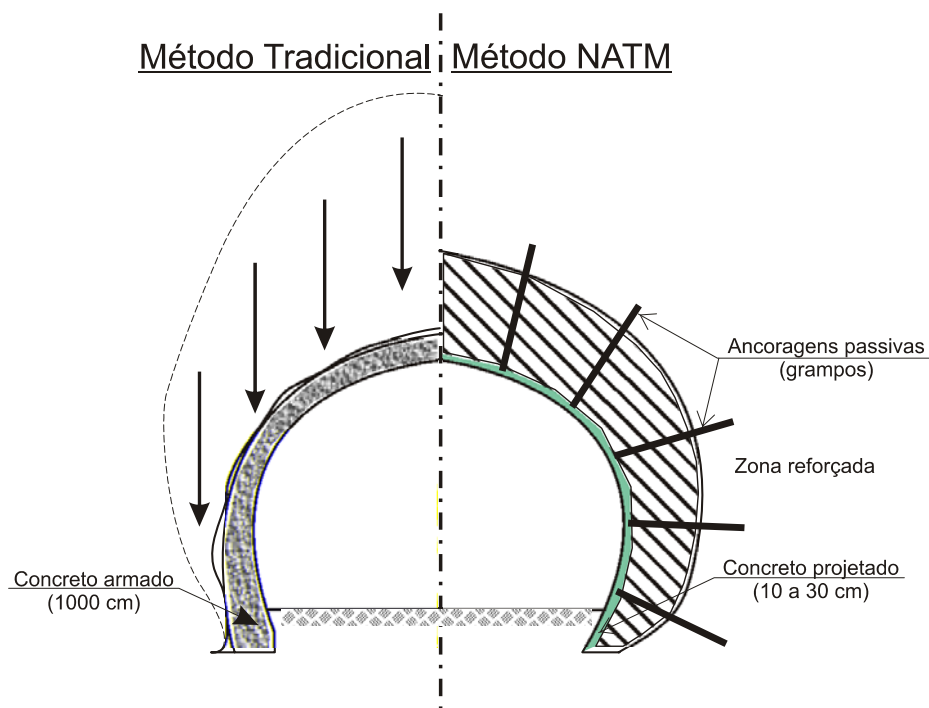 Método Tradicional
Método NATM
Ancoragens passivas
(grampos)
Zona reforçada
Concreto armado
(1000 cm)
Concreto projetado
(10 a 30 cm)